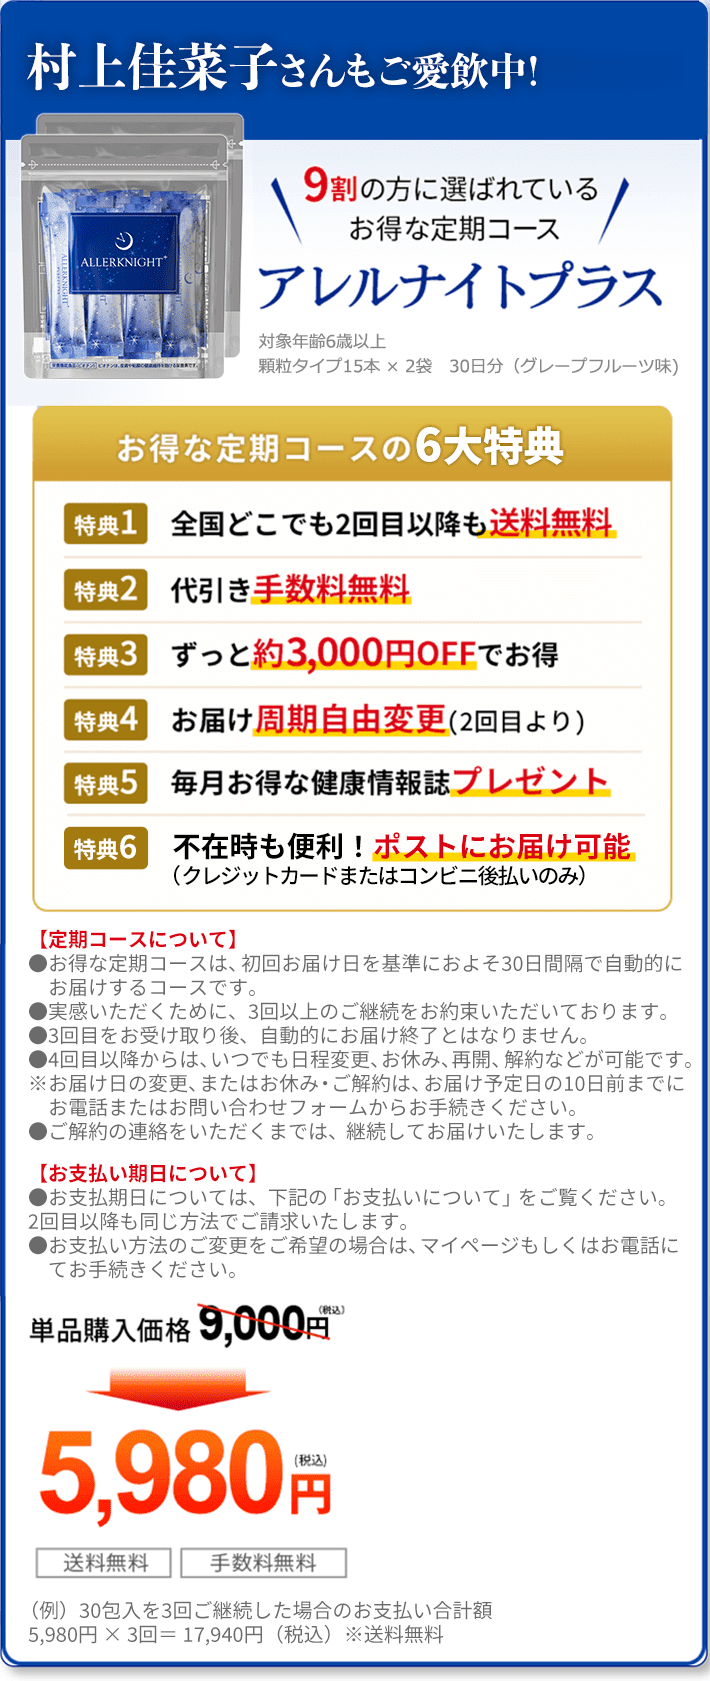 村上佳菜子さんもご愛飲中!
9割の方に選ばれている
お得な定期コース
アレルナイトプラス
ALLERKNIGHT+
対象年齢6歳以上
顆粒タイプ15本 × 2袋　30日分（グレープフルーツ味）
お得な定期コースの6大特典
特典1 全国どこでも2回目以降も送料無料
特典2 代引き手数料無料
特典3 ずっと約3,000円OFFでお得
特典4 お届け周期自由変更(2回目より)
特典5 毎月お得な健康情報誌プレゼント
特典6 不在時も便利！ポストにお届け可能
（クレジットカードまたはコンビニ後払いのみ）
【定期コースについて】
●お得な定期コースは、初回お届け日を基準におよそ30日間隔で自動的に
お届けするコースです。
●実感いただくために、3回以上のご継続をお約束いただいております。
●3回目をお受け取り後、自動的にお届け終了とはなりません。
●4回目以降からは、いつでも日程変更、お休み、再開、解約などが可能です。
※お届け日の変更、またはお休み・ご解約は、お届け予定日の10日前までに
お電話またはお問い合わせフォームからお手続きください。
●ご解約の連絡をいただくまでは、継続してお届けいたします。
【お支払い期日について】
●お支払期日については、下記の「お支払いについて」をご覧ください。
2回目以降も同じ方法でご請求いたします。
●お支払い方法のご変更をご希望の場合は、マイページもしくはお電話に
てお手続きください。
単品購入価格 9,000円(税込)
5,980円(税込)
送料無料 手数料無料
（例）30包入を3回ご継続した場合のお支払い合計額
5,980円 × 3回＝ 17,940円（税込）※送料無料